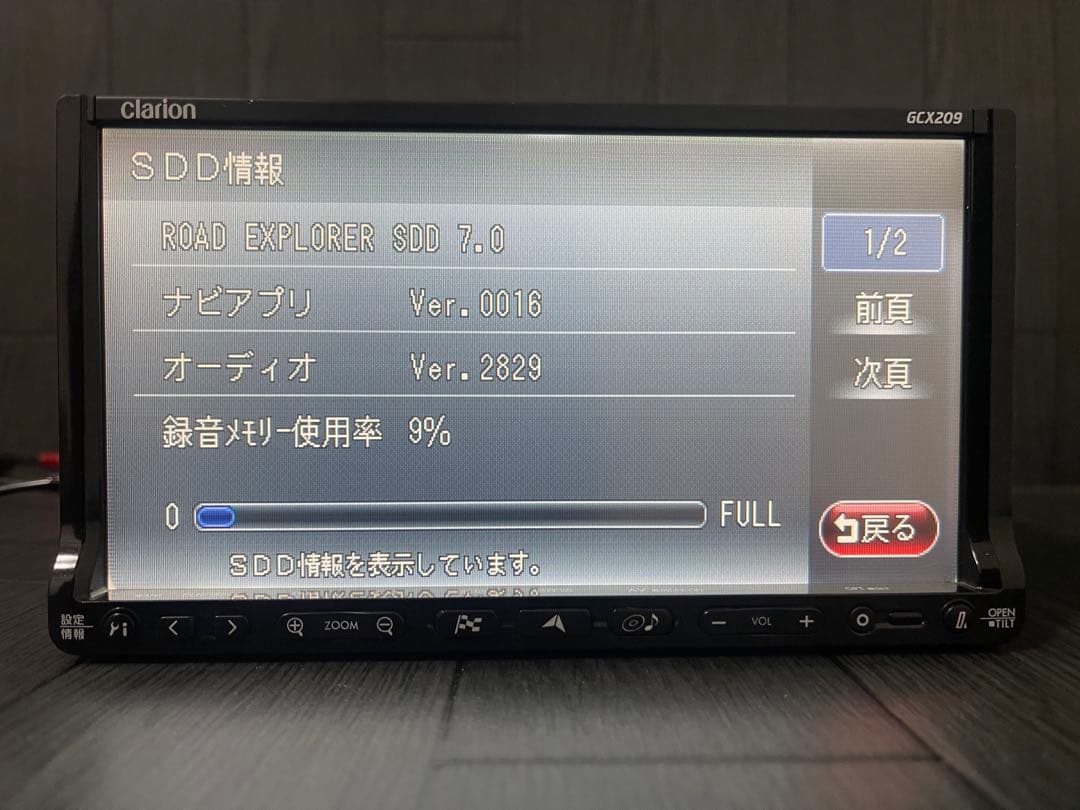 clarion
GCX209
SDD情報
ROAD EXPLORER SDD 7.0
1/2
ナビアプリ Ver.0016
前頁
オーディオ Ver.2829
次頁
録音ﾒﾓﾘｰ使用率 9%
0 FULL
戻る
SDD情報を表示しています。
設定
情報
ZOOM
− VOL +
OPEN
■TILT